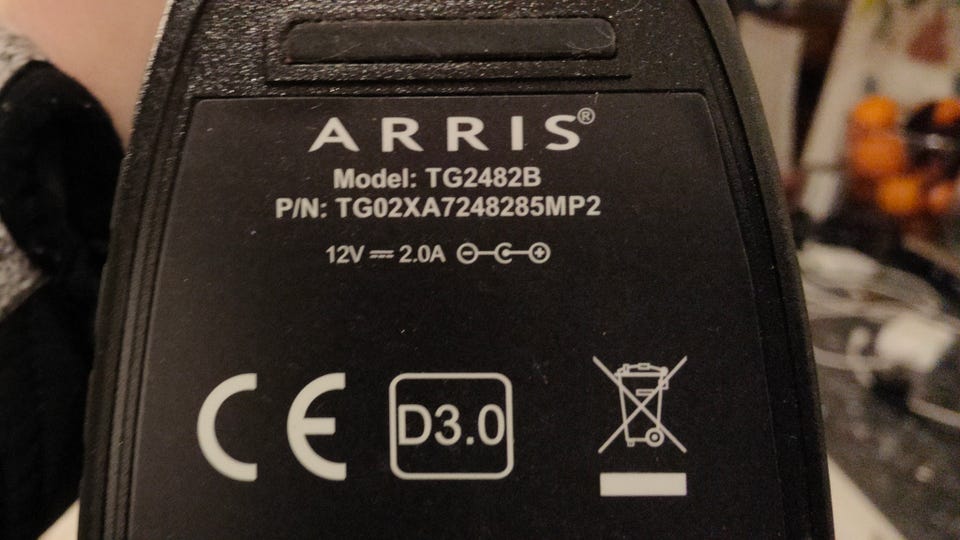 ARRIS®
Model: TG2482B
P/N: TG02XA7248285MP2
12V ⎓ 2.0A
CE
D3.0